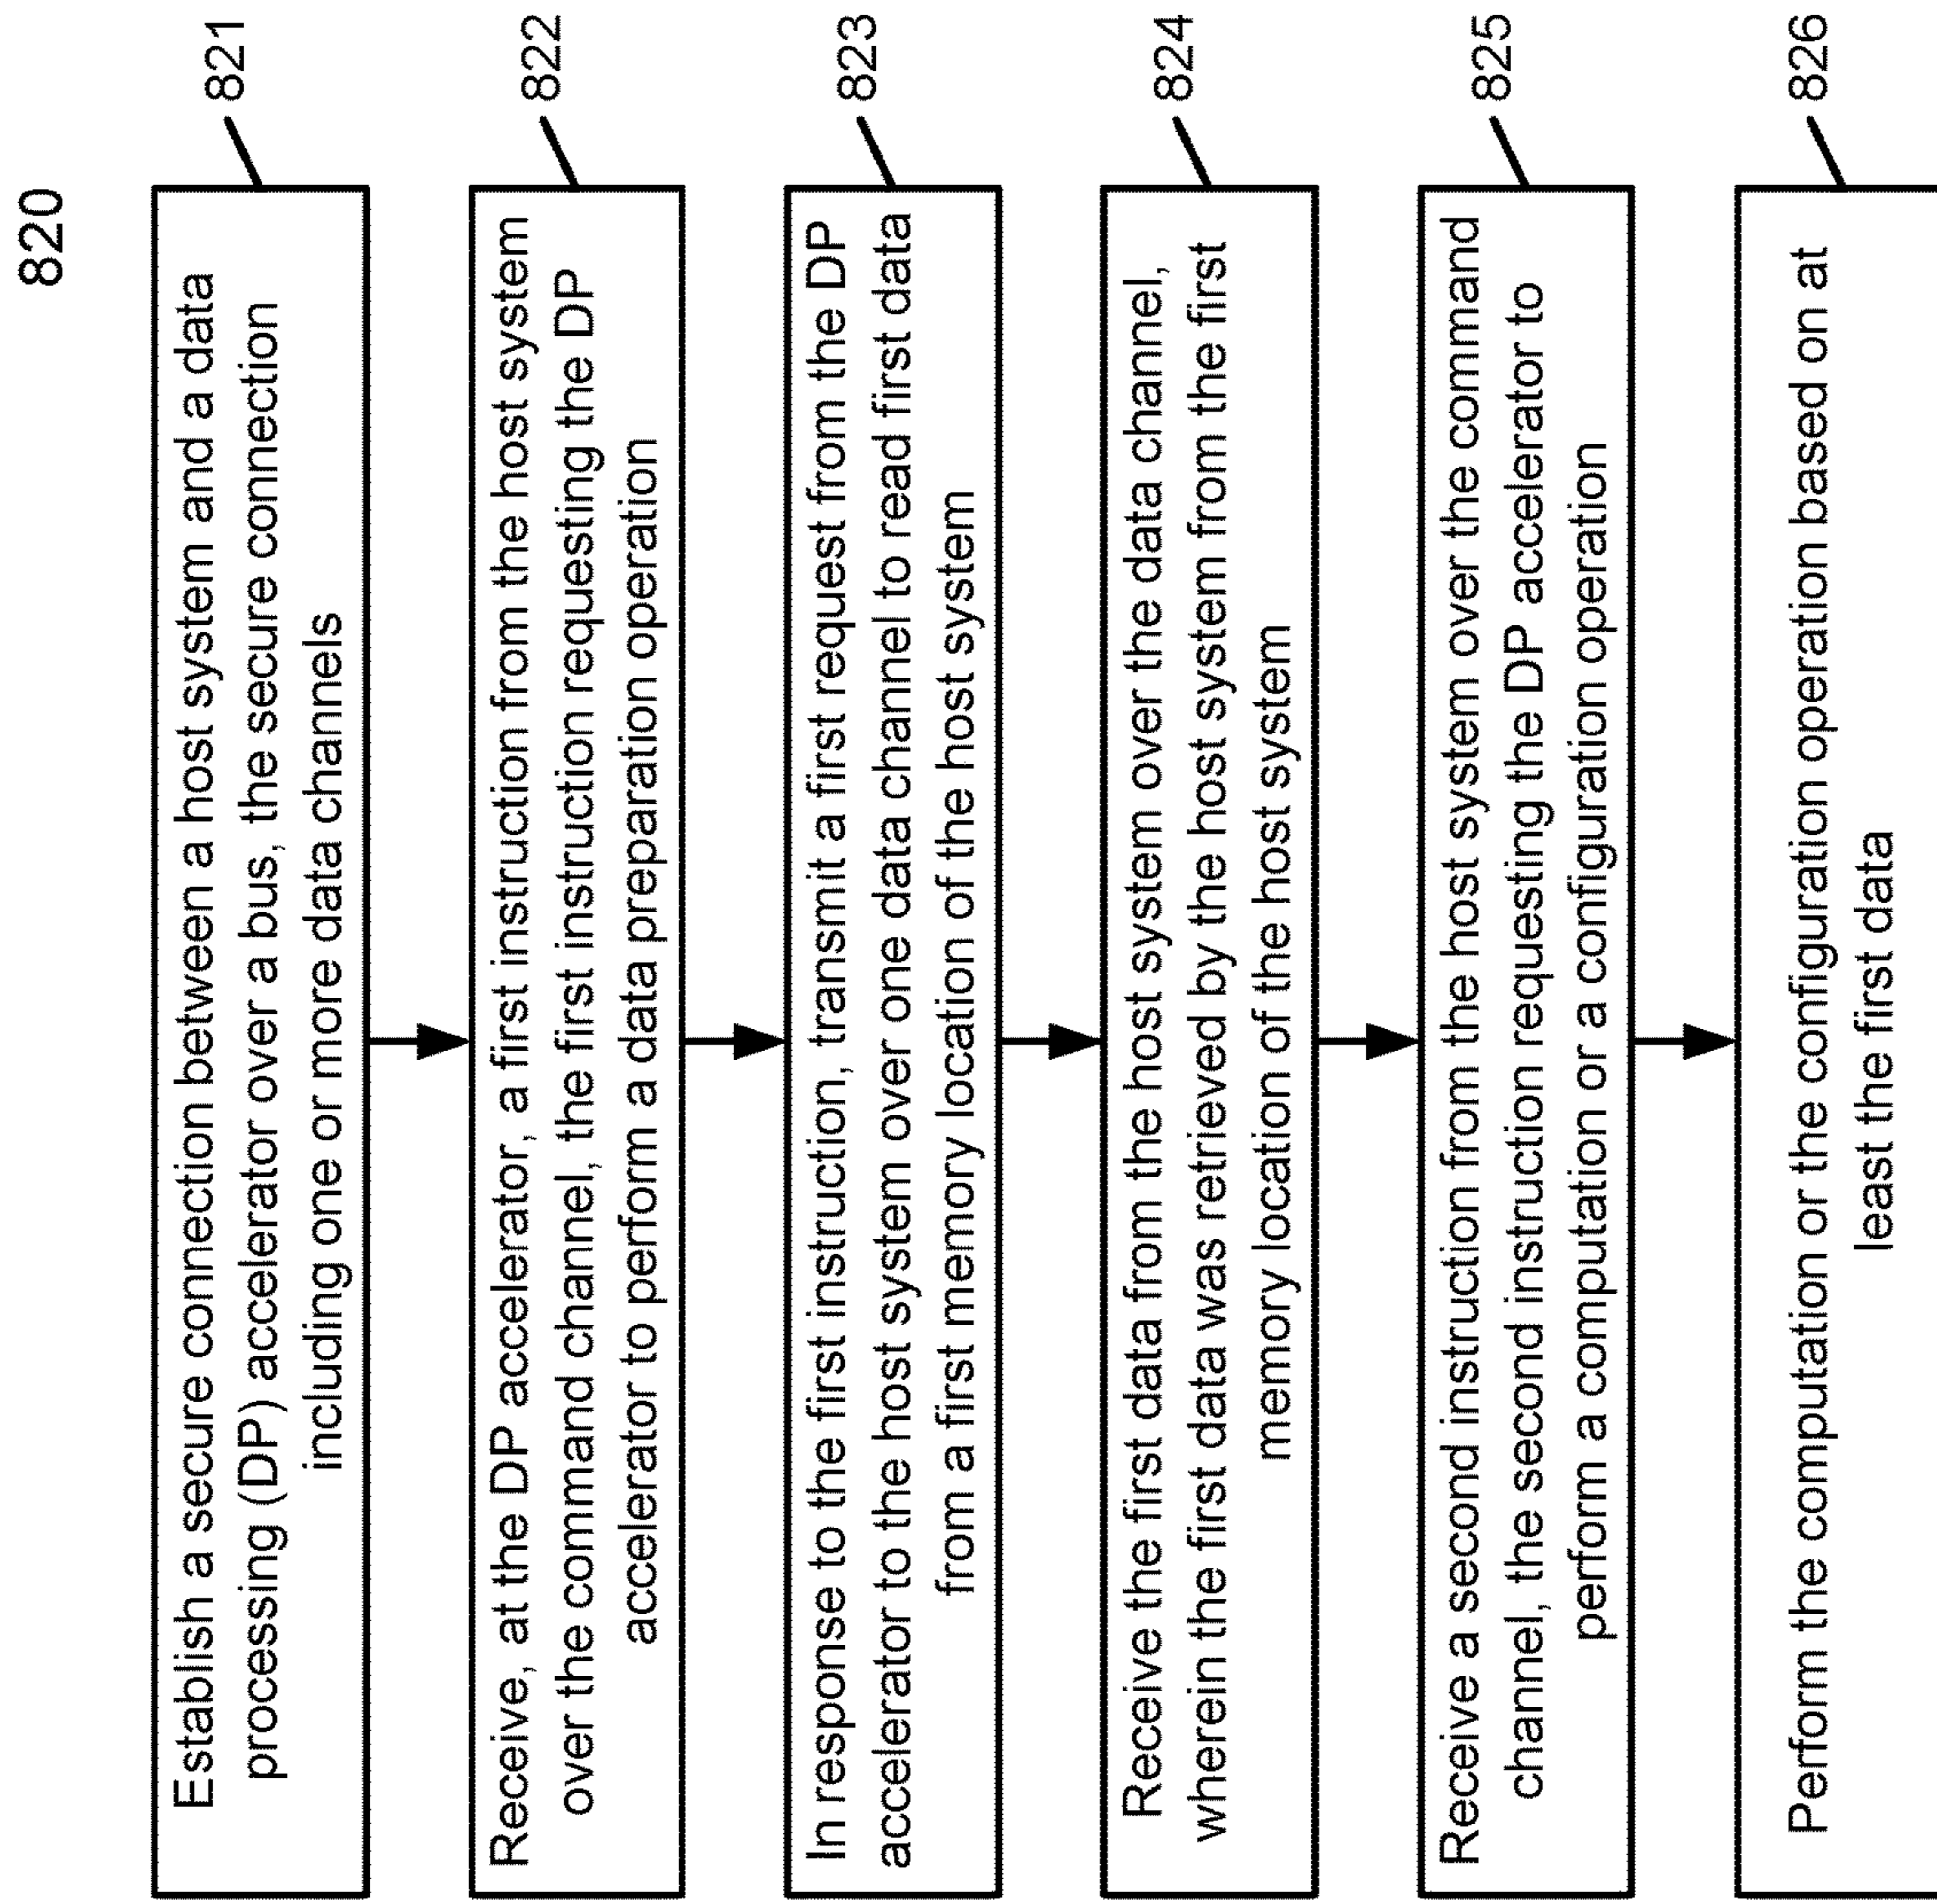 820
Establish a secure connection between a host system and a data
processing (DP) accelerator over a bus, the secure connection
including one or more data channels
821
Receive, at the DP accelerator, a first instruction from the host system
over the command channel, the first instruction requesting the DP
accelerator to perform a data preparation operation
822
In response to the first instruction, transmit a first request from the DP
accelerator to the host system over one data channel to read first data
from a first memory location of the host system
823
Receive the first data from the host system over the data channel,
wherein the first data was retrieved by the host system from the first
memory location of the host system
824
Receive a second instruction from the host system over the command
channel, the second instruction requesting the DP accelerator to
perform a computation or a configuration operation
825
Perform the computation or the configuration operation based on at
least the first data
826